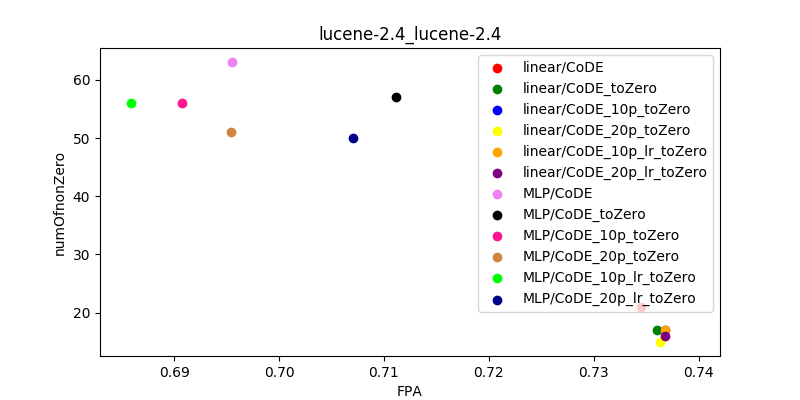 lucene-2.4_lucene-2.4
numOfnonZero
60
50
40
30
20
0.69 0.70 0.71 0.72 0.73 0.74
FPA
linear/CoDE
linear/CoDE_toZero
linear/CoDE_10p_toZero
linear/CoDE_20p_toZero
linear/CoDE_10p_lr_toZero
linear/CoDE_20p_lr_toZero
MLP/CoDE
MLP/CoDE_toZero
MLP/CoDE_10p_toZero
MLP/CoDE_20p_toZero
MLP/CoDE_10p_lr_toZero
MLP/CoDE_20p_lr_toZero